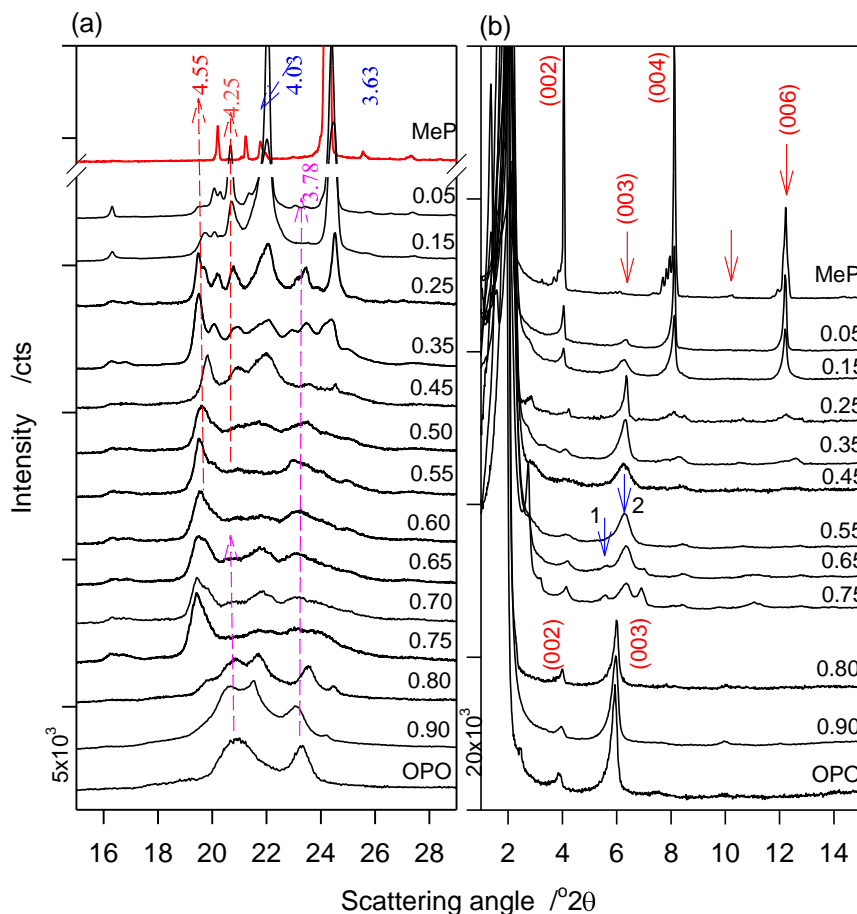 (a)
(b)
4.55
4.25
4.03
3.63
3.78
MeP
0.05
0.15
0.25
0.35
0.45
0.50
0.55
0.60
0.65
0.70
0.75
0.80
0.90
OPO
Intensity /cts
5x10³
16 18 20 22 24 26 28
(002)
(004)
(006)
(003)
MeP
0.05
0.15
0.25
0.35
0.45
1 2
0.55
0.65
0.75
(002) (003)
0.80
0.90
OPO
20x10³
2 4 6 8 10 12 14
Scattering angle /°2θ